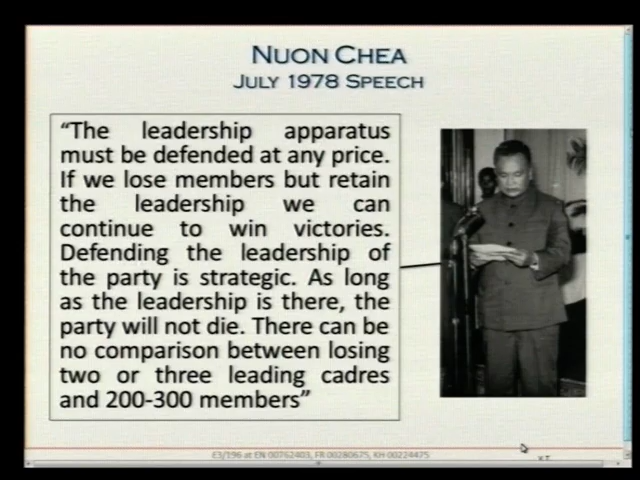 NUON CHEA
JULY 1978 SPEECH
“The leadership apparatus
must be defended at any price.
If we lose members but retain
the leadership we can
continue to win victories.
Defending the leadership of
the party is strategic. As long
as the leadership is there, the
party will not die. There can be
no comparison between losing
two or three leading cadres
and 200-300 members”
E3/196 at EN 00762403, FR 00280675, KH 00224475